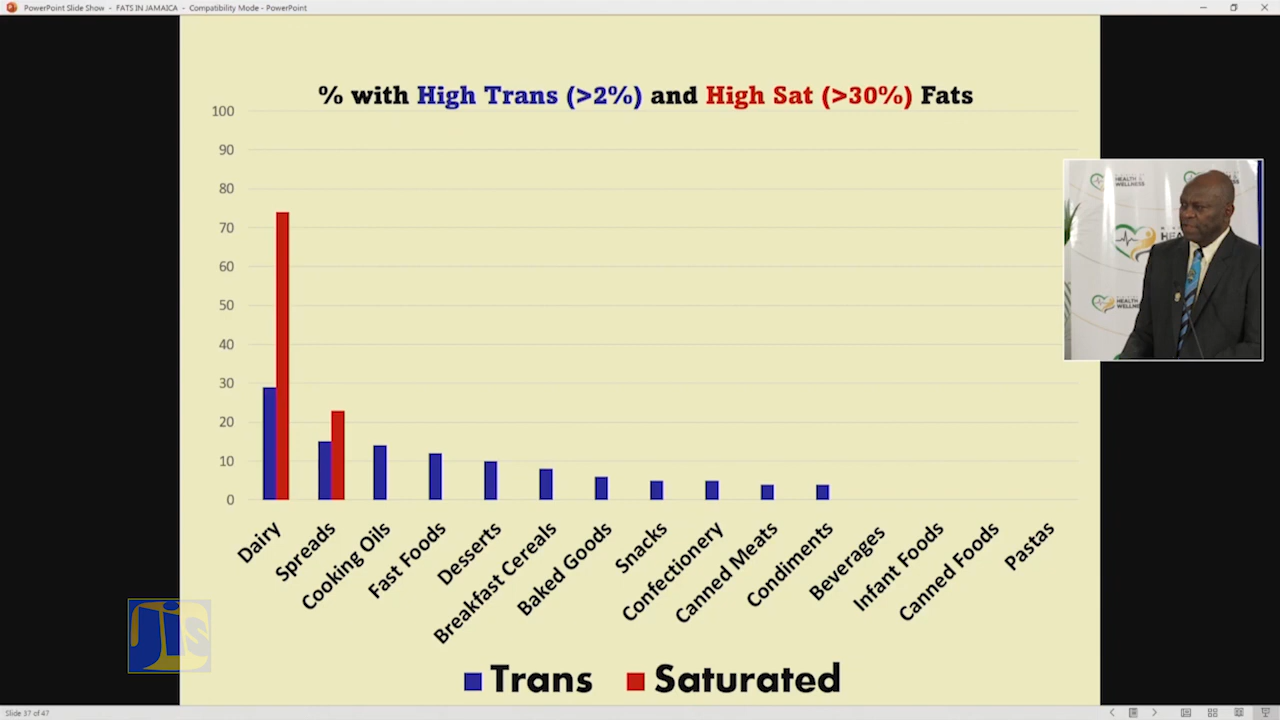 PowerPoint Slide Show - FATS IN JAMAICA - Compatibility Mode - PowerPoint
% with High Trans (>2%) and High Sat (>30%) Fats
100
90
80
70
60
50
40
30
20
10
0
Dairy
Spreads
Cooking Oils
Fast Foods
Desserts
Breakfast Cereals
Baked Goods
Snacks
Confectionery
Canned Meats
Condiments
Beverages
Infant Foods
Canned Foods
Pastas
Trans Saturated
HEALTH &
WELLNESS
HEALTH
WELLNE
JIS
Slide 37 of 47